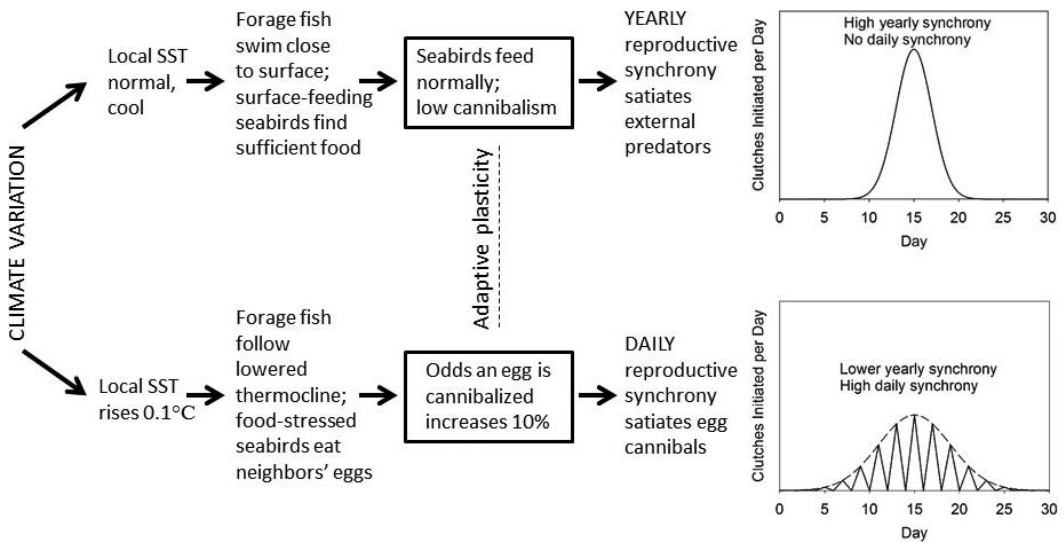 CLIMATE VARIATION
Local SST
normal,
cool
Forage fish
swim close
to surface;
surface-feeding
seabirds find
sufficient food
Seabirds feed
normally;
low cannibalism
YEARLY
reproductive
synchrony
satiates
external
predators
Clutches Initiated per Day
High yearly synchrony
No daily synchrony
0 5 10 15 20 25 30
Day
Adaptive plasticity
Local SST
rises 0.1°C
Forage fish
follow
lowered
thermocline;
food-stressed
seabirds eat
neighbors' eggs
Odds an egg is
cannibalized
increases 10%
DAILY
reproductive
synchrony
satiates egg
cannibals
Clutches Initiated per Day
Lower yearly synchrony
High daily synchrony
0 5 10 15 20 25 30
Day